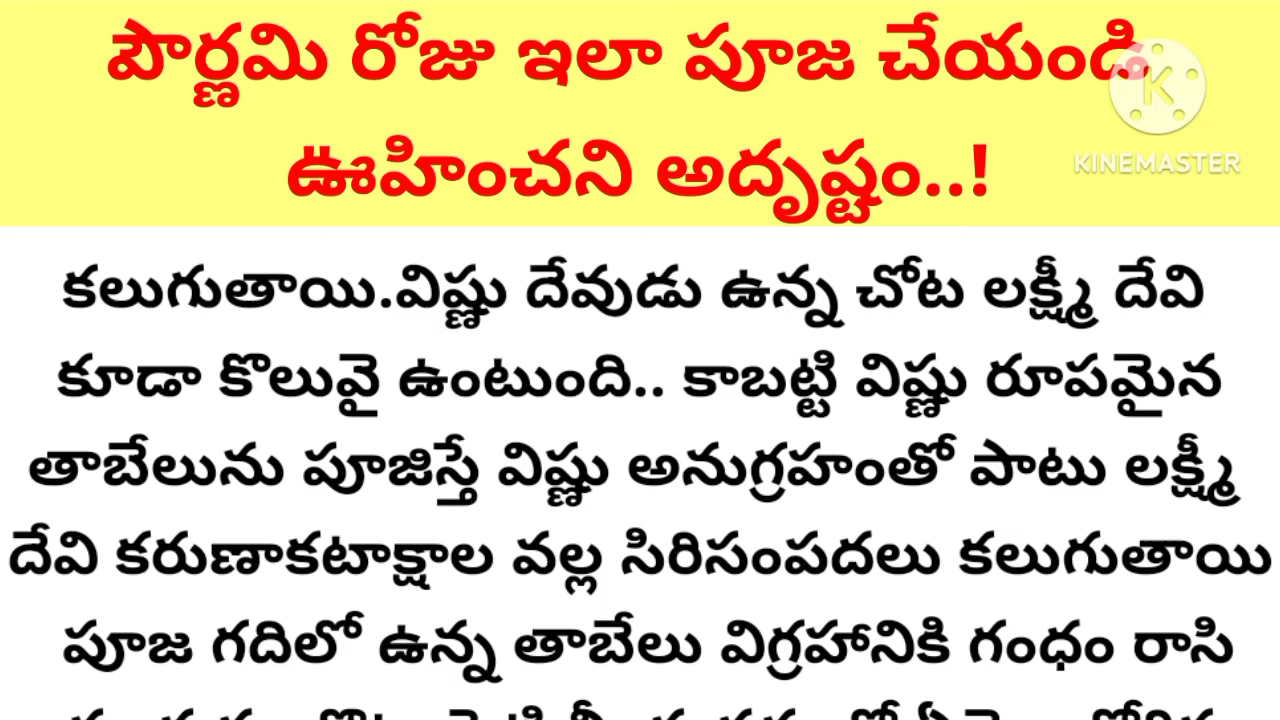 పౌర్ణమి రోజు ఇలా పూజ చేయండి
ఊహించని అదృష్టం..!
KINEMASTER
కలుగుతాయి.విష్ణు దేవుడు ఉన్న చోట లక్ష్మీ దేవి
కూడా కొలువై ఉంటుంది.. కాబట్టి విష్ణు రూపమైన
తాబేలును పూజిస్తే విష్ణు అనుగ్రహంతో పాటు లక్ష్మీ
దేవి కరుణాకటాక్షాల వల్ల సిరిసంపదలు కలుగుతాయి
పూజ గదిలో ఉన్న తాబేలు విగ్రహానికి గంధం రాసి